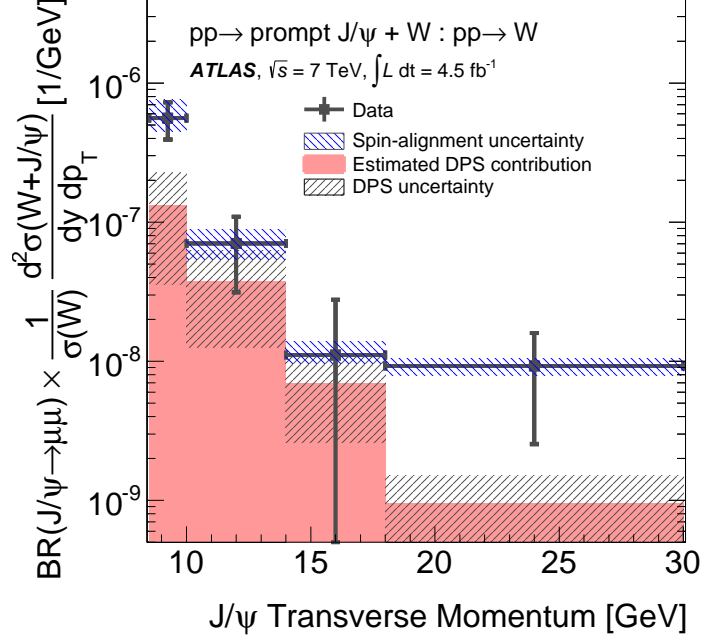 pp→ prompt J/ψ + W : pp→ W
ATLAS, √s = 7 TeV, ∫L dt = 4.5 fb⁻¹
Data
Spin-alignment uncertainty
Estimated DPS contribution
DPS uncertainty
BR(J/ψ→μμ) × 1/σ(W) d²σ(W+J/ψ)/dy dp_T [1/GeV]
10⁻⁶
10⁻⁷
10⁻⁸
10⁻⁹
10 15 20 25 30
J/ψ Transverse Momentum [GeV]